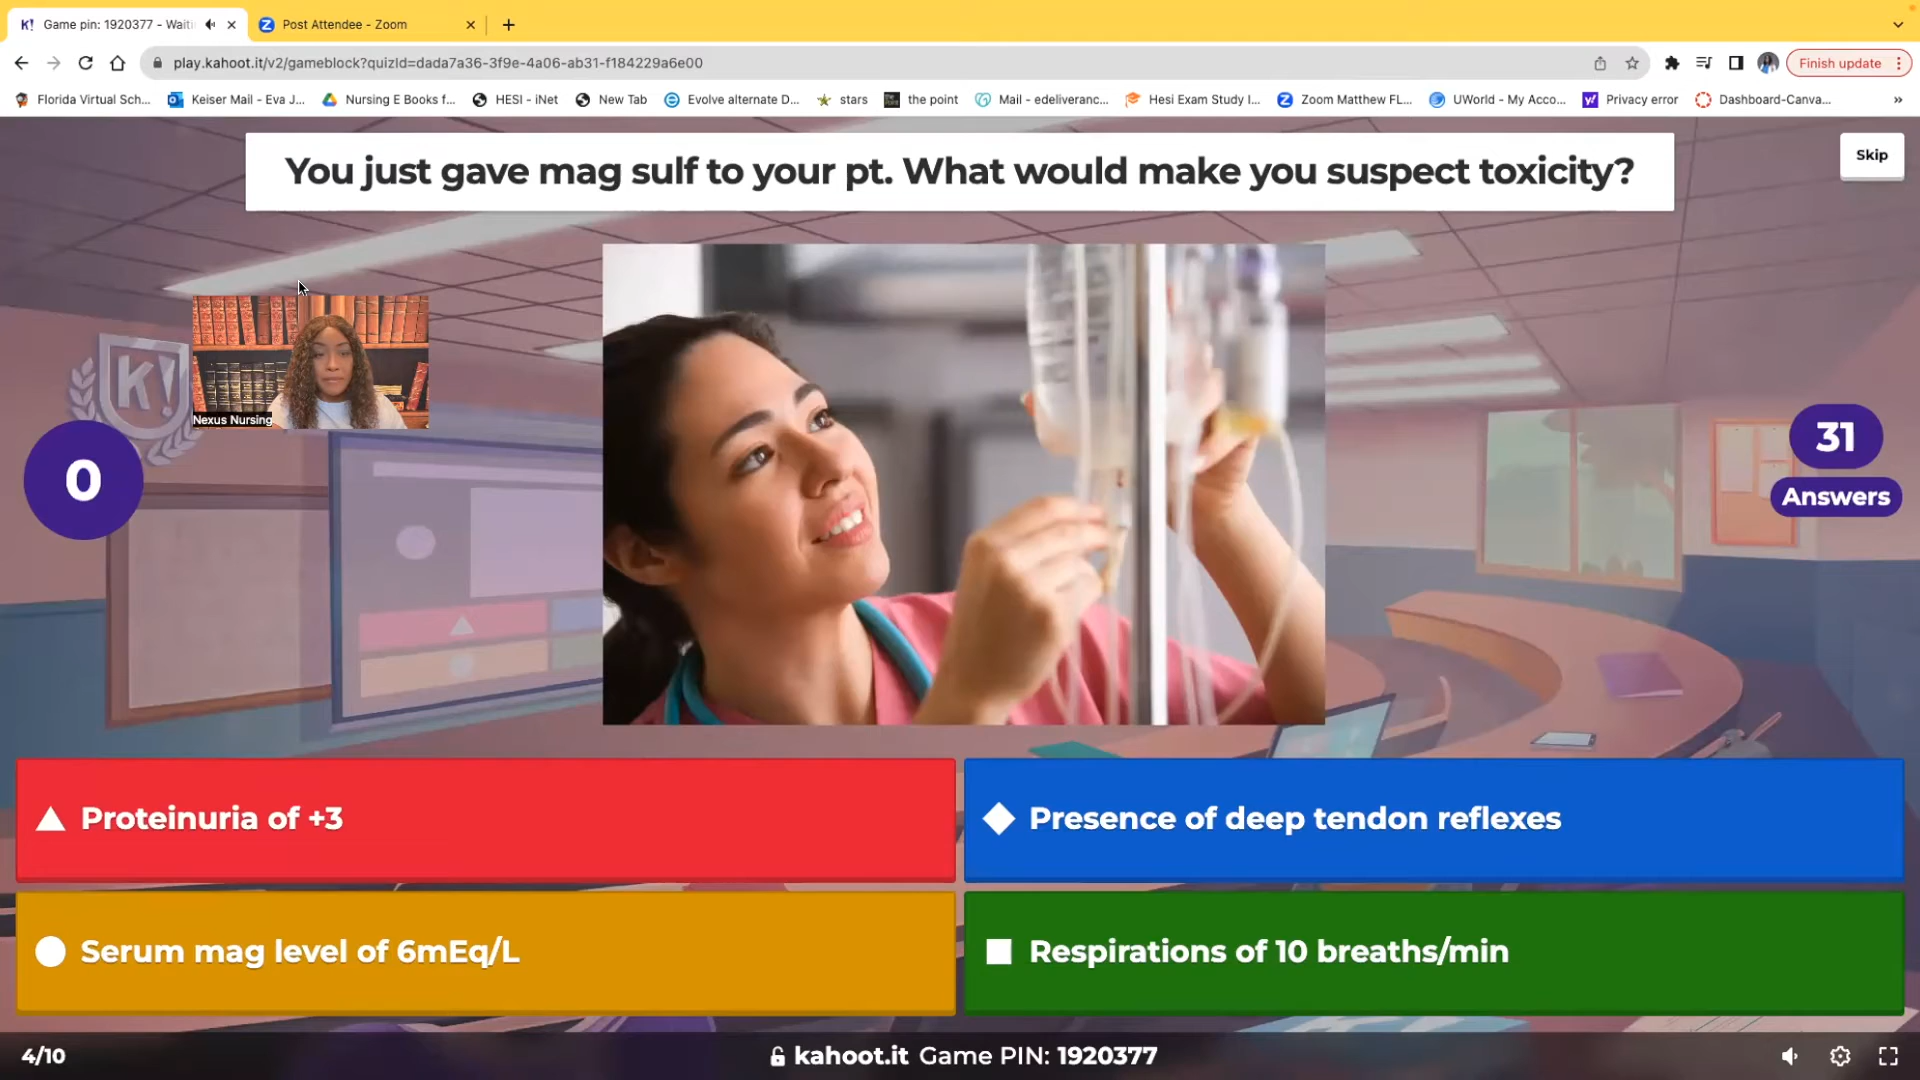 Game pin: 1920377 - Waiti
Post Attendee - Zoom
play.kahoot.it/v2/gameblock?quizId=dada7a36-3f9e-4a06-ab31-f184229a6e00
Finish update
Florida Virtual Sch...
Keiser Mail - Eva J...
Nursing E Books f...
HESI - iNet
New Tab
Evolve alternate D...
stars
the point
Mail - edeliveranc...
Hesi Exam Study I...
Zoom Matthew FL...
UWorld - My Acco...
Privacy error
Dashboard-Canva...
You just gave mag sulf to your pt. What would make you suspect toxicity?
Skip
K!
Nexus Nursing
0
31
Answers
Proteinuria of +3
Presence of deep tendon reflexes
Serum mag level of 6mEq/L
Respirations of 10 breaths/min
4/10
kahoot.it Game PIN: 1920377